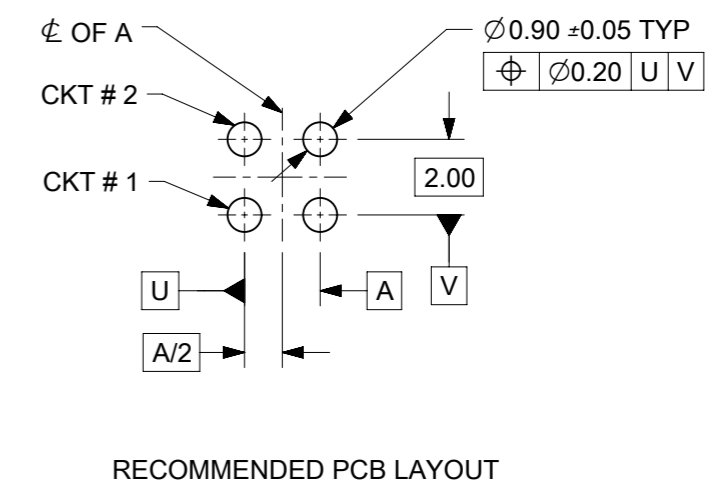 ℄ OF A
⌀0.90 ±0.05 TYP
⌖ ⌀0.20 U V
CKT # 2
CKT # 1
2.00
U
A
V
A/2
RECOMMENDED PCB LAYOUT